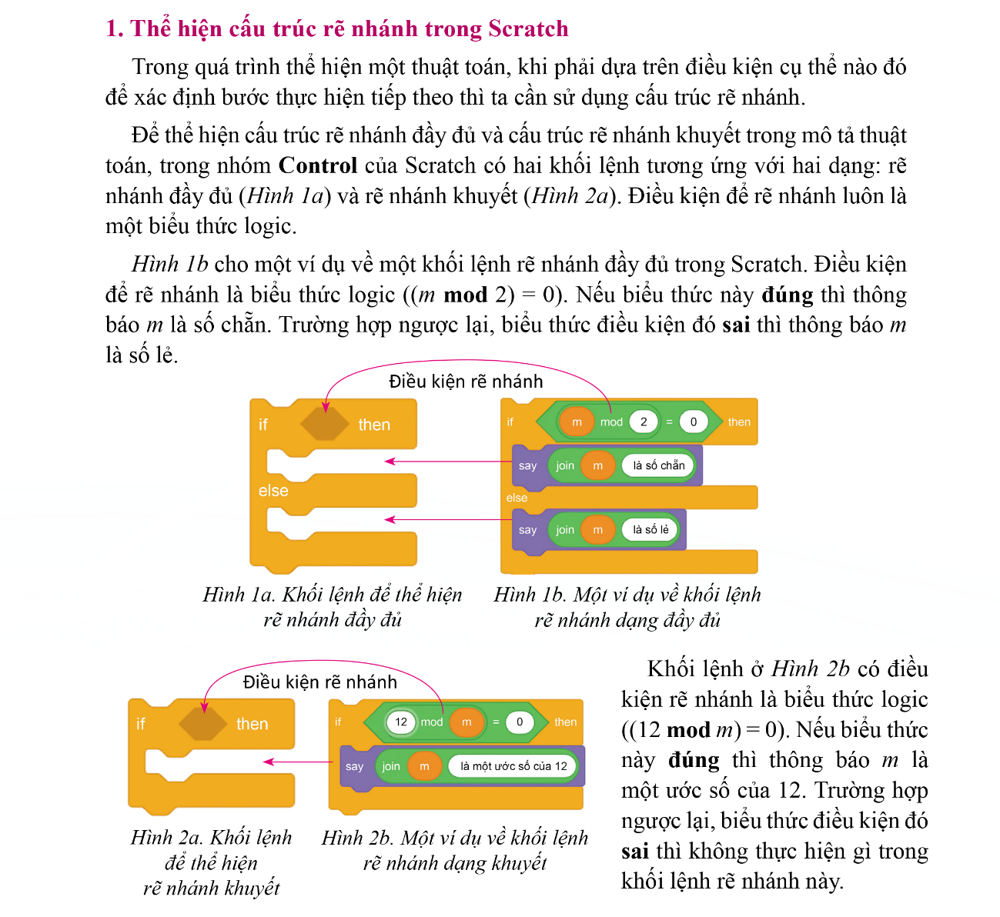 1. Thể hiện cấu trúc rẽ nhánh trong Scratch
Trong quá trình thể hiện một thuật toán, khi phải dựa trên điều kiện cụ thể nào đó
để xác định bước thực hiện tiếp theo thì ta cần sử dụng cấu trúc rẽ nhánh.
Để thể hiện cấu trúc rẽ nhánh đầy đủ và cấu trúc rẽ nhánh khuyết trong mô tả thuật
toán, trong nhóm Control của Scratch có hai khối lệnh tương ứng với hai dạng: rẽ
nhánh đầy đủ (Hình 1a) và rẽ nhánh khuyết (Hình 2a). Điều kiện để rẽ nhánh luôn là
một biểu thức logic.
Hình 1b cho một ví dụ về một khối lệnh rẽ nhánh đầy đủ trong Scratch. Điều kiện
để rẽ nhánh là biểu thức logic ((m mod 2) = 0). Nếu biểu thức này đúng thì thông
báo m là số chẵn. Trường hợp ngược lại, biểu thức điều kiện đó sai thì thông báo m
là số lẻ.
Điều kiện rẽ nhánh
if then
else
if m mod 2 = 0 then
say join m là số chẵn
else
say join m là số lẻ
Hình 1a. Khối lệnh để thể hiện
rẽ nhánh đầy đủ
Hình 1b. Một ví dụ về khối lệnh
rẽ nhánh dạng đầy đủ
Điều kiện rẽ nhánh
if then
if 12 mod m = 0 then
say join m là một ước số của 12
Hình 2a. Khối lệnh
để thể hiện
rẽ nhánh khuyết
Hình 2b. Một ví dụ về khối lệnh
rẽ nhánh dạng khuyết
Khối lệnh ở Hình 2b có điều
kiện rẽ nhánh là biểu thức logic
((12 mod m) = 0). Nếu biểu thức
này đúng thì thông báo m là
một ước số của 12. Trường hợp
ngược lại, biểu thức điều kiện đó
sai thì không thực hiện gì trong
khối lệnh rẽ nhánh này.